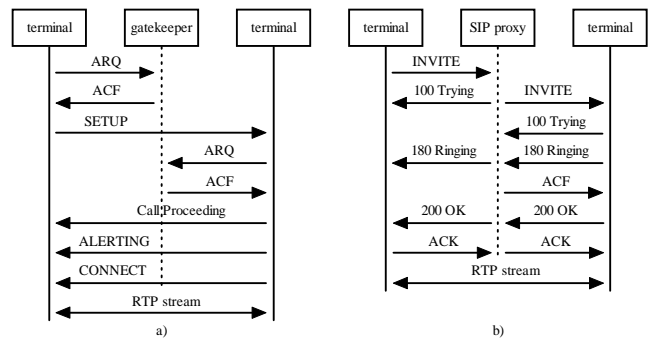 terminal gatekeeper terminal
ARQ
ACF
SETUP
ARQ
ACF
Call Proceeding
ALERTING
CONNECT
RTP stream
a)
terminal SIP proxy terminal
INVITE
100 Trying INVITE
100 Trying
180 Ringing 180 Ringing
ACF
200 OK 200 OK
ACK ACK
RTP stream
b)